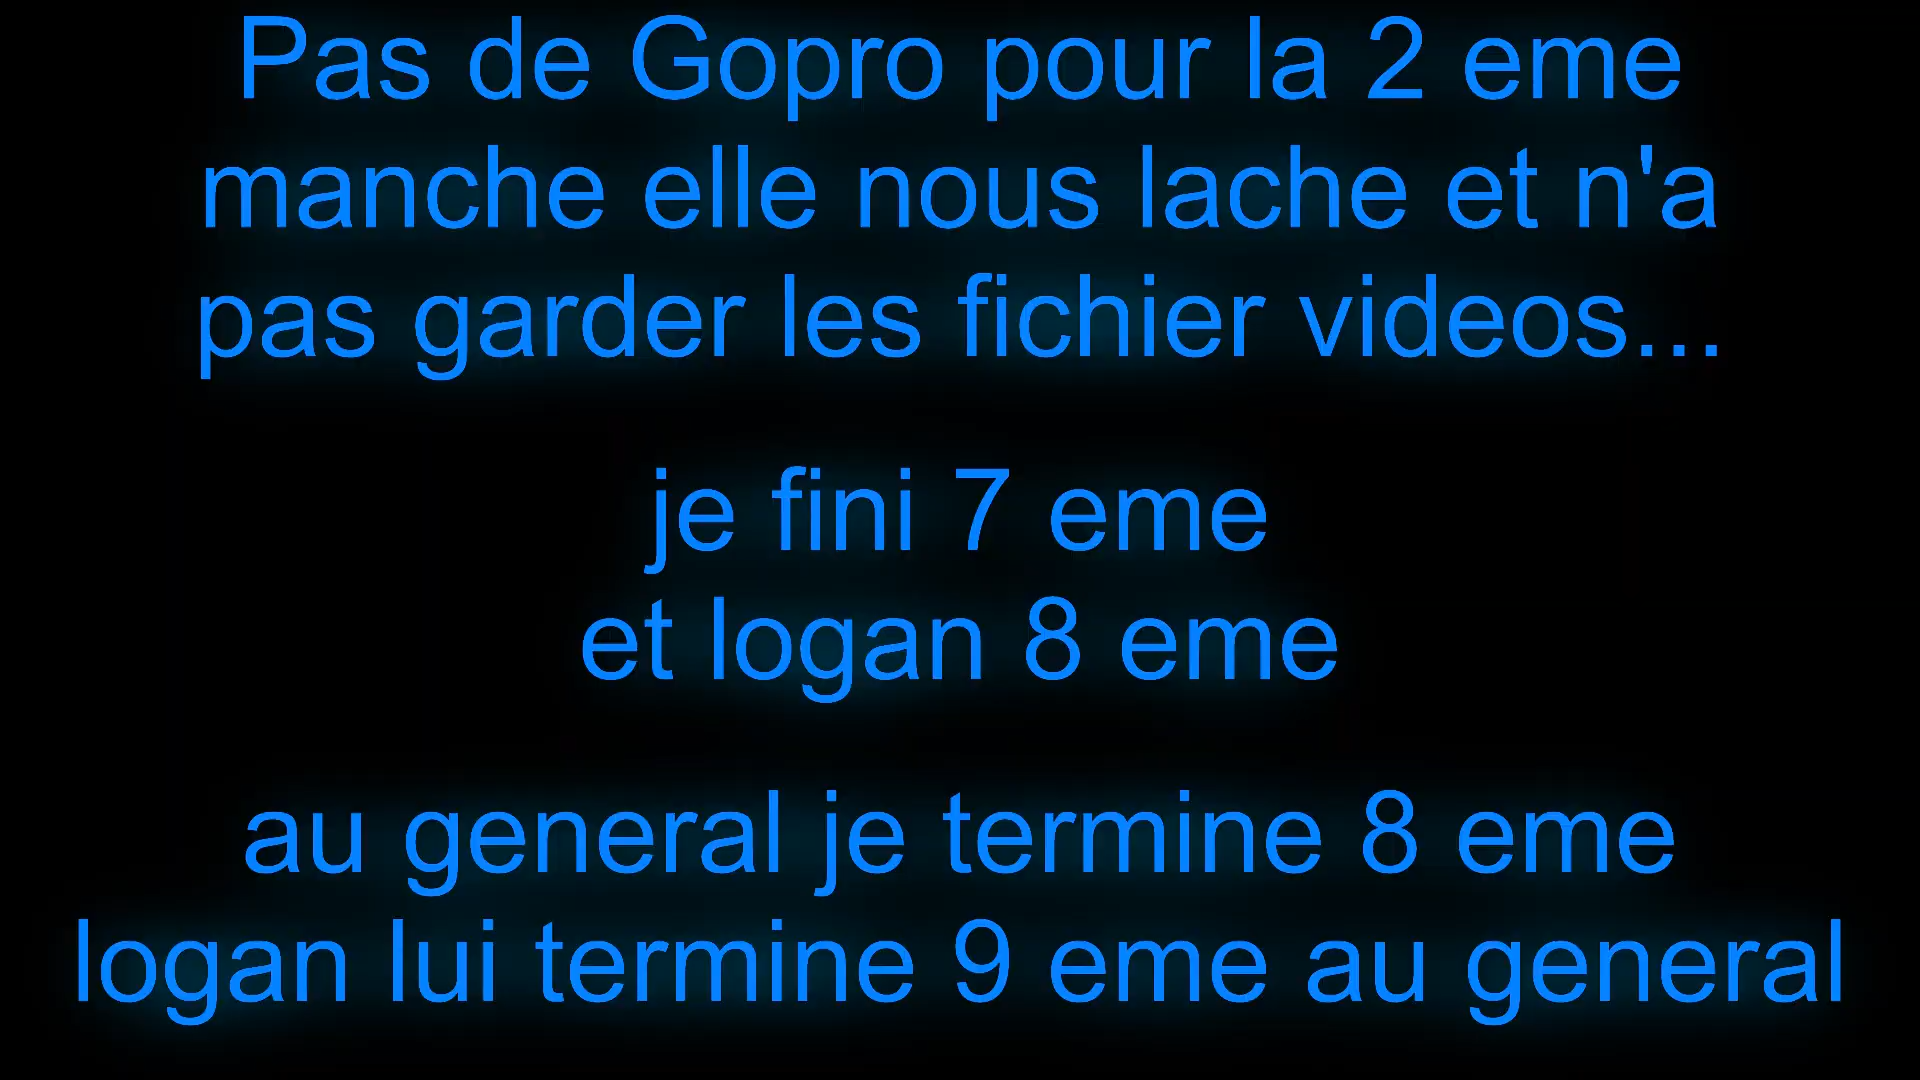 Pas de Gopro pour la 2 eme
manche elle nous lache et n'a
pas garder les fichier videos...
je fini 7 eme
et logan 8 eme
au general je termine 8 eme
logan lui termine 9 eme au general